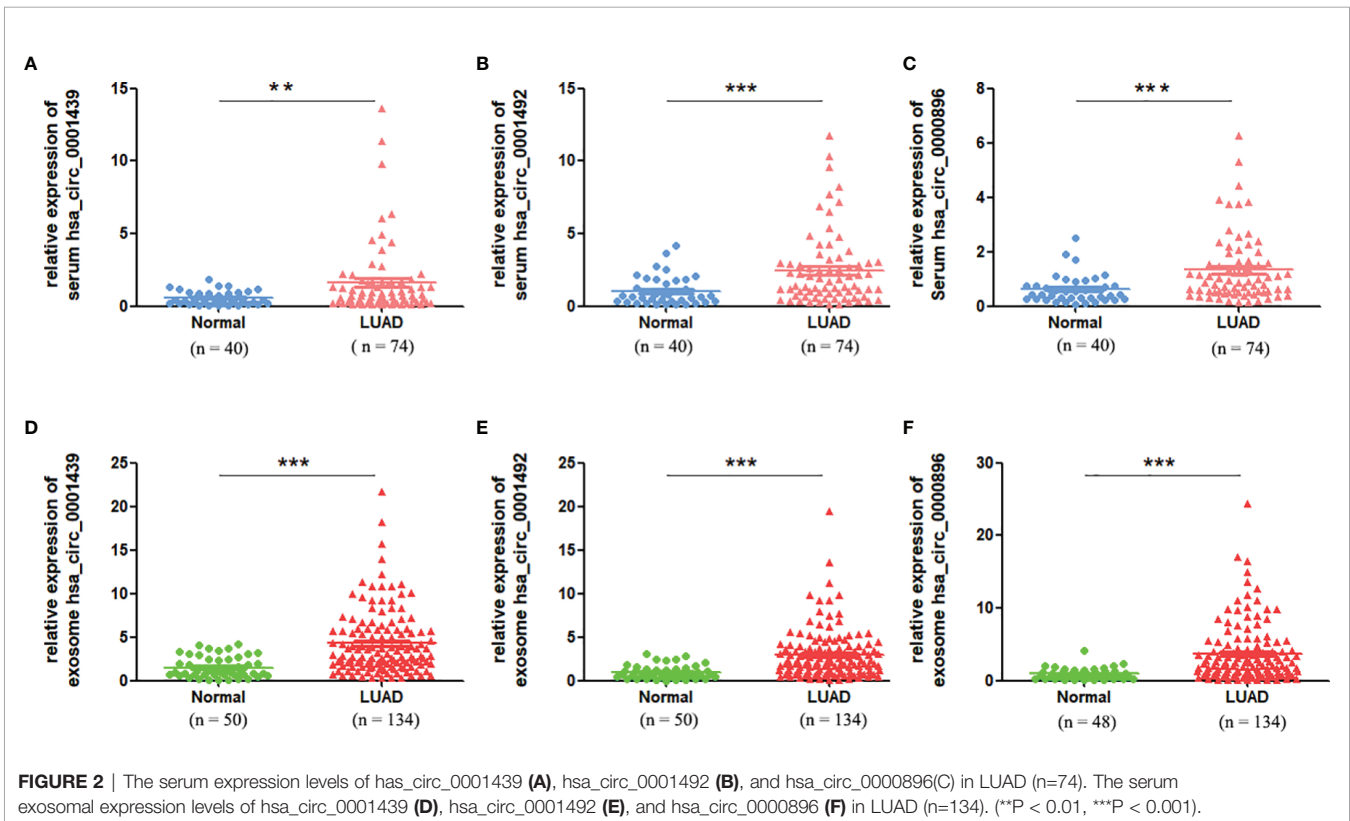 A
B
C
**
***
***
15
10
5
0
relative expression of
serum hsa_circ_0001439
Normal
LUAD
(n = 40)
( n = 74)
15
10
5
0
relative expression of
serum hsa_circ_0001492
Normal
LUAD
(n = 40)
(n = 74)
8
6
4
2
0
relative expression of
Serum hsa_circ_0000896
Normal
LUAD
(n = 40)
(n = 74)
D
E
F
***
***
***
25
20
15
10
5
0
relative expression of
exosome hsa_circ_0001439
Normal
LUAD
(n = 50)
(n = 134)
25
20
15
10
5
0
relative expression of
exosome hsa_circ_0001492
Normal
LUAD
(n = 50)
(n = 134)
30
20
10
0
relative expression of
exosome hsa_circ_0000896
Normal
LUAD
(n = 48)
(n = 134)
FIGURE 2 | The serum expression levels of has_circ_0001439 (A), hsa_circ_0001492 (B), and hsa_circ_0000896(C) in LUAD (n=74). The serum
exosomal expression levels of hsa_circ_0001439 (D), hsa_circ_0001492 (E), and hsa_circ_0000896 (F) in LUAD (n=134). (**P < 0.01, ***P < 0.001).